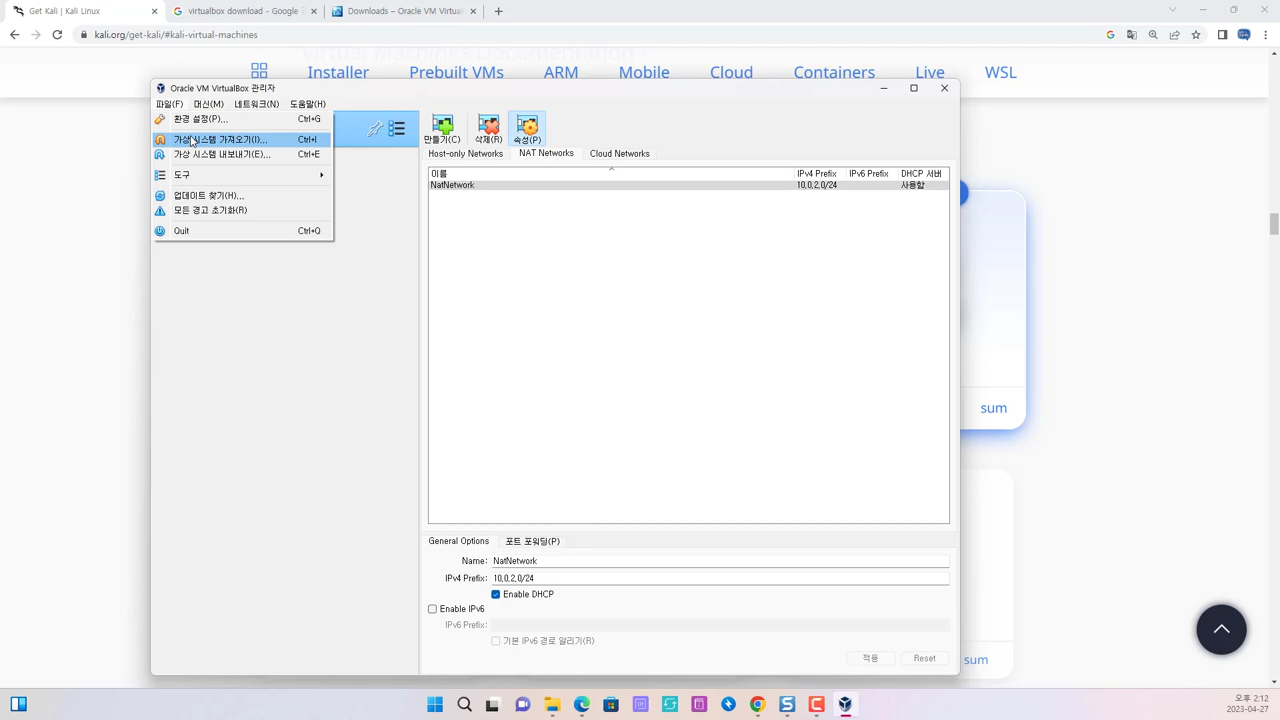 Get Kali | Kali Linux
virtualbox download - Google
Downloads – Oracle VM Virtual
kali.org/get-kali/#kali-virtual-machines
Virtual Machines Documentation
Installer Prebuilt VMs ARM Mobile Cloud Containers Live WSL
Oracle VM VirtualBox 관리자
파일(F) 머신(M) 네트워크(N) 도움말(H)
환경 설정(P)... Ctrl+G
가상 시스템 가져오기(I)... Ctrl+I
가상 시스템 내보내기(E)... Ctrl+E
도구
업데이트 찾기(H)...
모든 경고 초기화(R)
Quit Ctrl+Q
만들기(C) 삭제(R) 속성(P)
Host-only Networks NAT Networks Cloud Networks
이름 IPv4 Prefix IPv6 Prefix DHCP 서버
NatNetwork 10.0.2.0/24 사용함
General Options 포트 포워딩(P)
Name: NatNetwork
IPv4 Prefix: 10.0.2.0/24
Enable DHCP
Enable IPv6
IPv6 Prefix:
기본 IPv6 경로 알리기(R)
적용 Reset
sum
sum
오후 2:12
2023-04-27